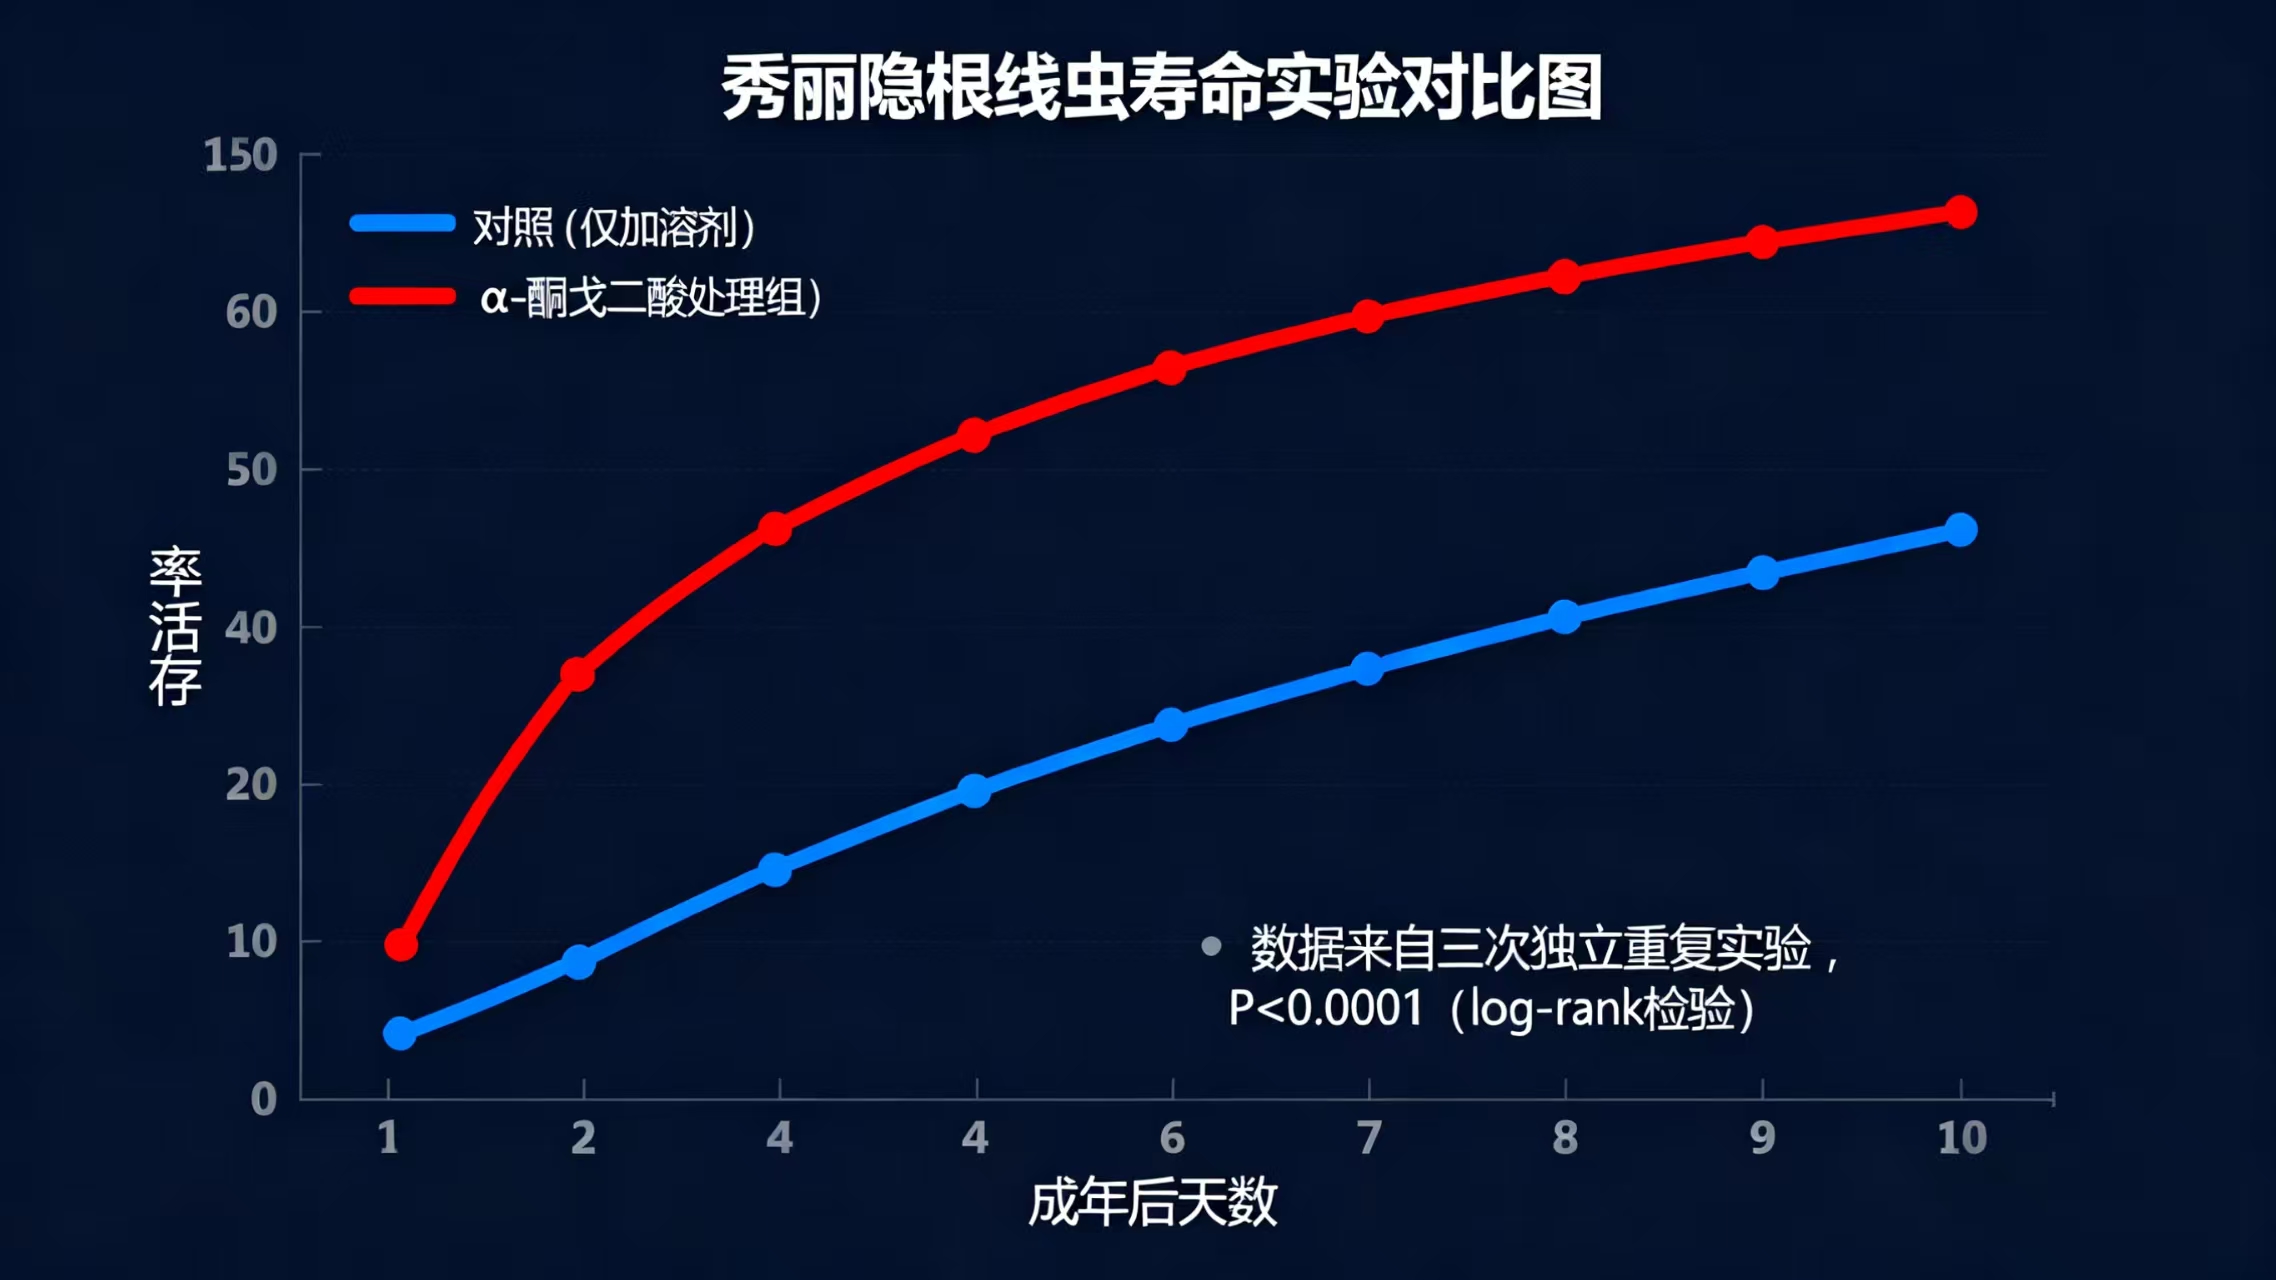 秀丽隐根线虫寿命实验对比图
150
对照 (仅加溶剂)
α-酮戈二酸处理组)
60
50
率活存
40
20
10
数据来自三次独立重复实验，
P<0.0001（log-rank检验）
0
1 2 4 4 6 7 8 9 10
成年后天数